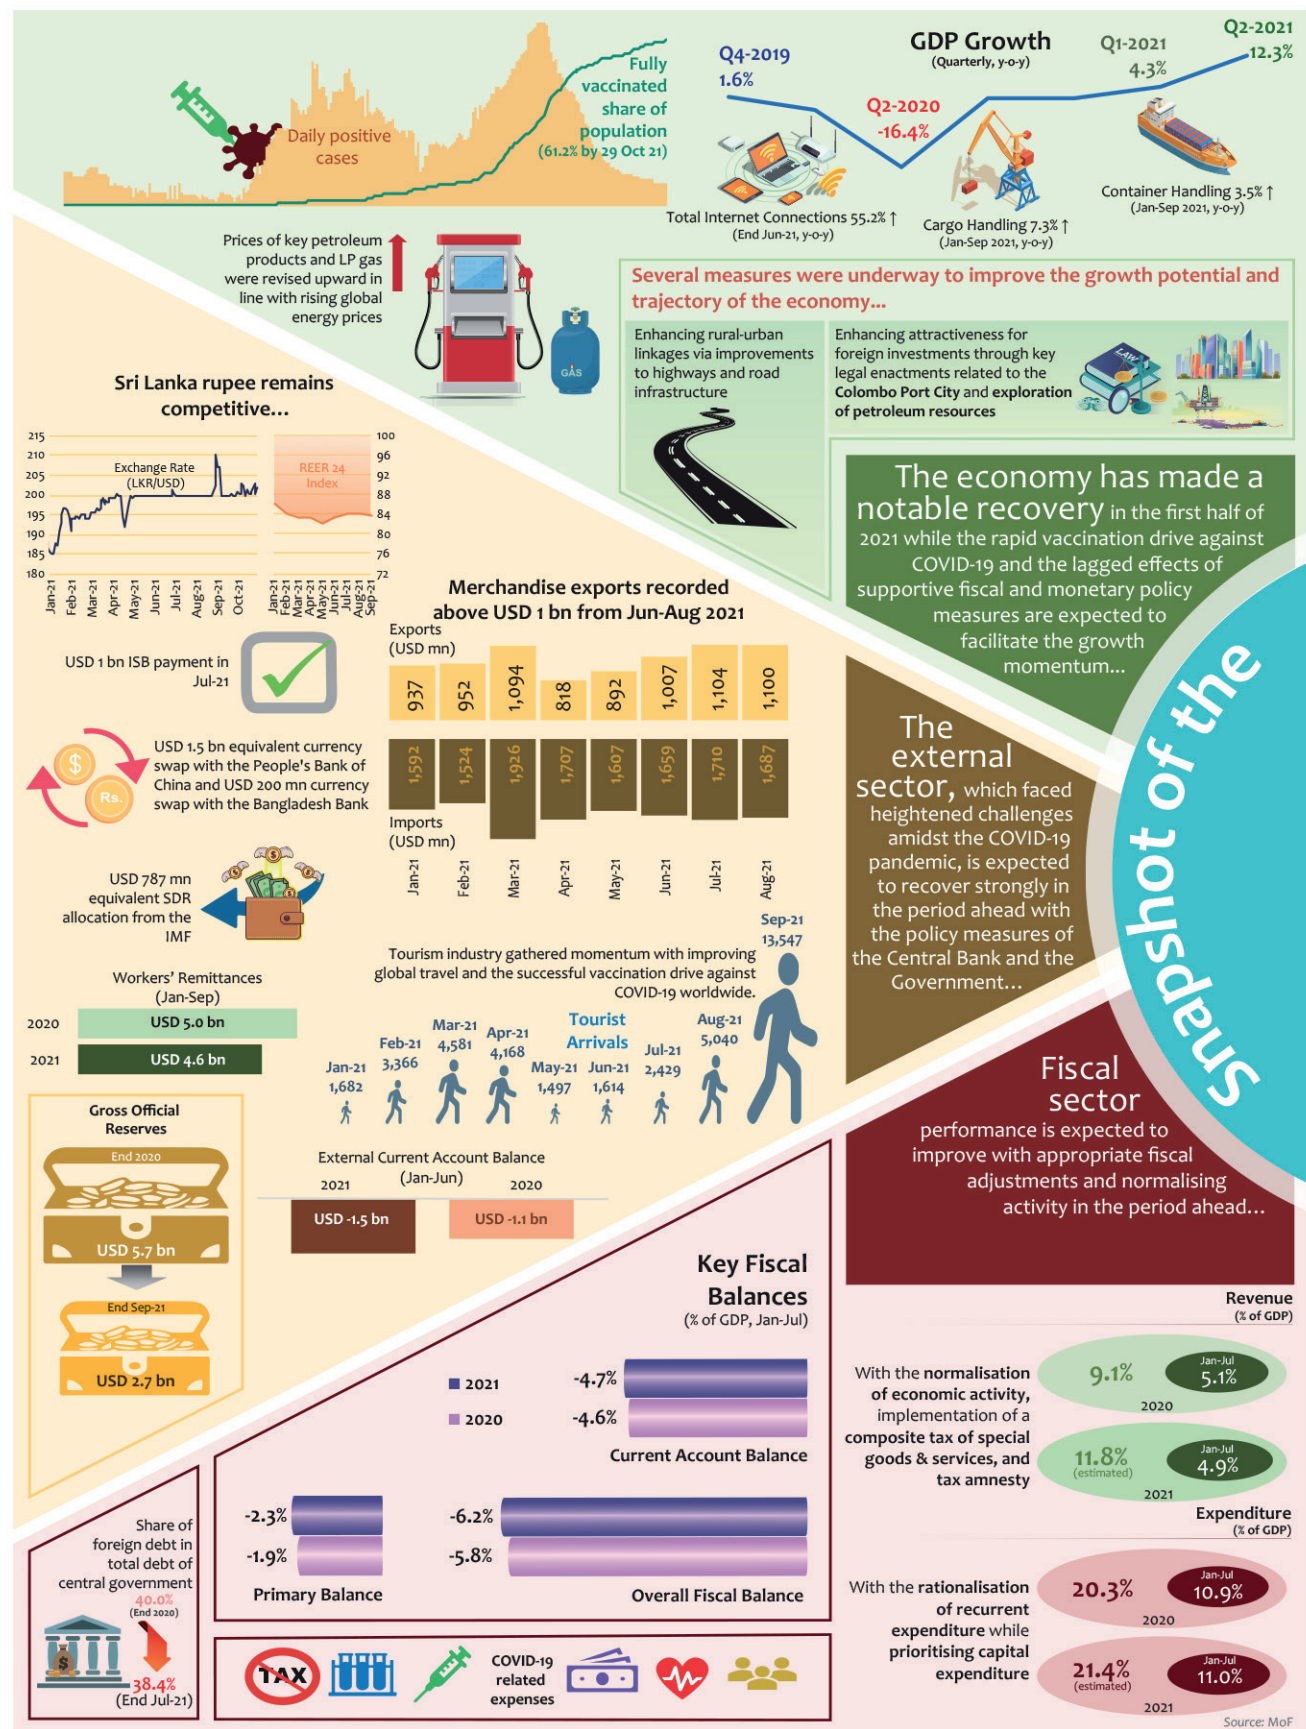 Fully
vaccinated
share of
population
(61.2% by 29 Oct 21)
Daily positive
cases
GDP Growth
(Quarterly, y-o-y)
Q4-2019
1.6%
Q2-2020
-16.4%
Q1-2021
4.3%
Q2-2021
12.3%
Total Internet Connections 55.2% ↑
(End Jun-21, y-o-y)
Cargo Handling 7.3% ↑
(Jan-Sep 2021, y-o-y)
Container Handling 3.5% ↑
(Jan-Sep 2021, y-o-y)
Prices of key petroleum
products and LP gas
were revised upward in
line with rising global
energy prices
GAS
Several measures were underway to improve the growth potential and
trajectory of the economy...
Enhancing rural-urban
linkages via improvements
to highways and road
infrastructure
Enhancing attractiveness for
foreign investments through key
legal enactments related to the
Colombo Port City and exploration
of petroleum resources
LAW
The economy has made a
notable recovery in the first half of
2021 while the rapid vaccination drive against
COVID-19 and the lagged effects of
supportive fiscal and monetary policy
measures are expected to
facilitate the growth
momentum...
Sri Lanka rupee remains
competitive...
215
210
205
200
195
190
185
180
Exchange Rate
(LKR/USD)
Jan-21
Feb-21
Mar-21
Apr-21
May-21
Jun-21
Jul-21
Aug-21
Sep-21
Oct-21
REER 24
Index
100
96
92
88
84
80
76
72
Jan-21
Feb-21
Mar-21
Apr-21
May-21
Jun-21
Jul-21
Aug-21
Sep-21
USD 1 bn ISB payment in
Jul-21
USD 1.5 bn equivalent currency
swap with the People's Bank of
China and USD 200 mn currency
swap with the Bangladesh Bank
$
Rs.
USD 787 mn
equivalent SDR
allocation from the
IMF
Merchandise exports recorded
above USD 1 bn from Jun-Aug 2021
Exports
(USD mn)
937
952
1,094
818
892
1,007
1,104
1,100
1,592
1,524
1,926
1,707
1,607
1,659
1,710
1,687
Imports
(USD mn)
Jan-21
Feb-21
Mar-21
Apr-21
May-21
Jun-21
Jul-21
Aug-21
The
external
sector, which faced
heightened challenges
amidst the COVID-19
pandemic, is expected
to recover strongly in
the period ahead with
the policy measures of
the Central Bank and the
Government...
Snapshot of the
Workers' Remittances
(Jan-Sep)
2020
USD 5.0 bn
2021
USD 4.6 bn
Tourism industry gathered momentum with improving
global travel and the successful vaccination drive against
COVID-19 worldwide.
Tourist
Arrivals
Jan-21
1,682
Feb-21
3,366
Mar-21
4,581
Apr-21
4,168
May-21
1,497
Jun-21
1,614
Jul-21
2,429
Aug-21
5,040
Sep-21
13,547
Gross Official
Reserves
End 2020
USD 5.7 bn
End Sep-21
USD 2.7 bn
External Current Account Balance
(Jan-Jun)
2021
2020
USD -1.5 bn
USD -1.1 bn
Fiscal
sector
performance is expected to
improve with appropriate fiscal
adjustments and normalising
activity in the period ahead...
Key Fiscal
Balances
(% of GDP, Jan-Jul)
2021
2020
-4.7%
-4.6%
Current Account Balance
-2.3%
-1.9%
Primary Balance
-6.2%
-5.8%
Overall Fiscal Balance
Share of
foreign debt in
total debt of
central government
40.0%
(End 2020)
$
38.4%
(End Jul-21)
TAX
COVID-19
related
expenses
Revenue
(% of GDP)
With the normalisation
of economic activity,
implementation of a
composite tax of special
goods & services, and
tax amnesty
9.1%
Jan-Jul
5.1%
2020
11.8%
(estimated)
Jan-Jul
4.9%
2021
Expenditure
(% of GDP)
With the rationalisation
of recurrent
expenditure while
prioritising capital
expenditure
20.3%
Jan-Jul
10.9%
2020
21.4%
(estimated)
Jan-Jul
11.0%
2021
Source: MoF